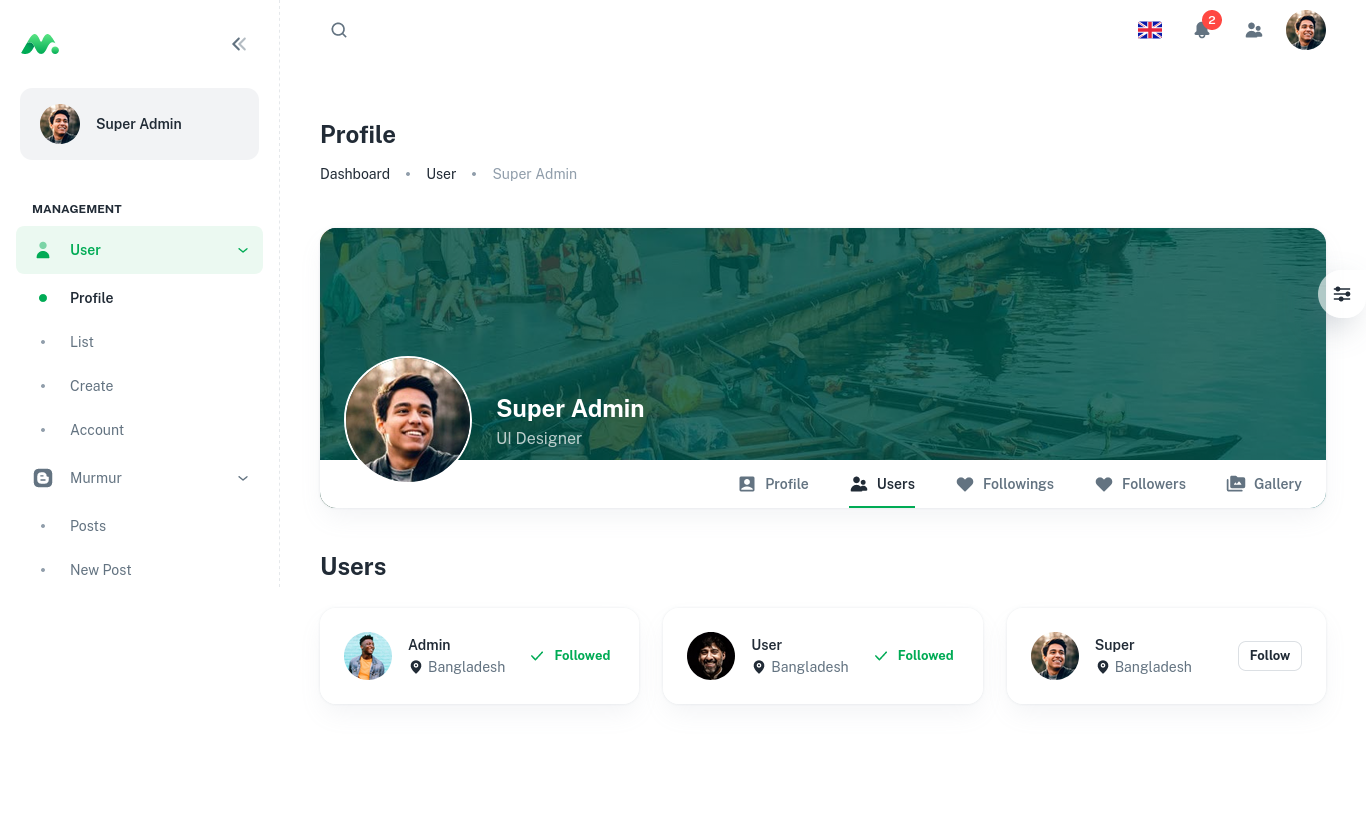 2
Super Admin
MANAGEMENT
User
Profile
List
Create
Account
Murmur
Posts
New Post
Profile
Dashboard • User • Super Admin
Super Admin
UI Designer
Profile Users Followings Followers Gallery
Users
Admin
Bangladesh
Followed
User
Bangladesh
Followed
Super
Bangladesh
Follow